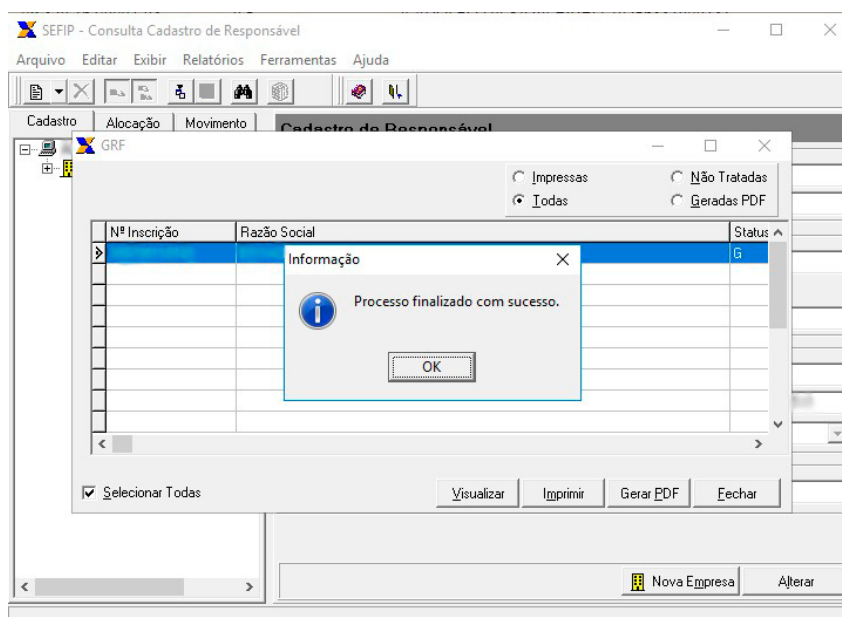 SEFIP - Consulta Cadastro de Responsável
Arquivo Editar Exibir Relatórios Ferramentas Ajuda
Cadastro Alocação Movimento Cadastro de Responsável
GRF
Impressas Não Tratadas
Todas Geradas PDF
Nº Inscrição Razão Social Status
G
Informação
Processo finalizado com sucesso.
OK
Selecionar Todas Visualizar Imprimir Gerar PDF Fechar
Nova Empresa Alterar